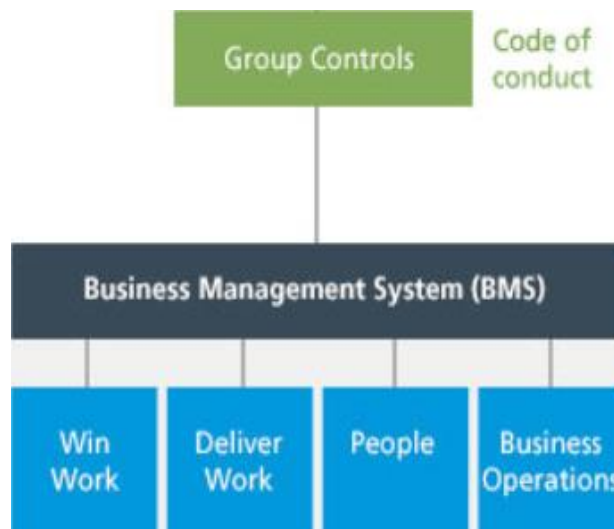 Group Controls
Code of
conduct
Business Management System (BMS)
Win
Work
Deliver
Work
People
Business
Operations